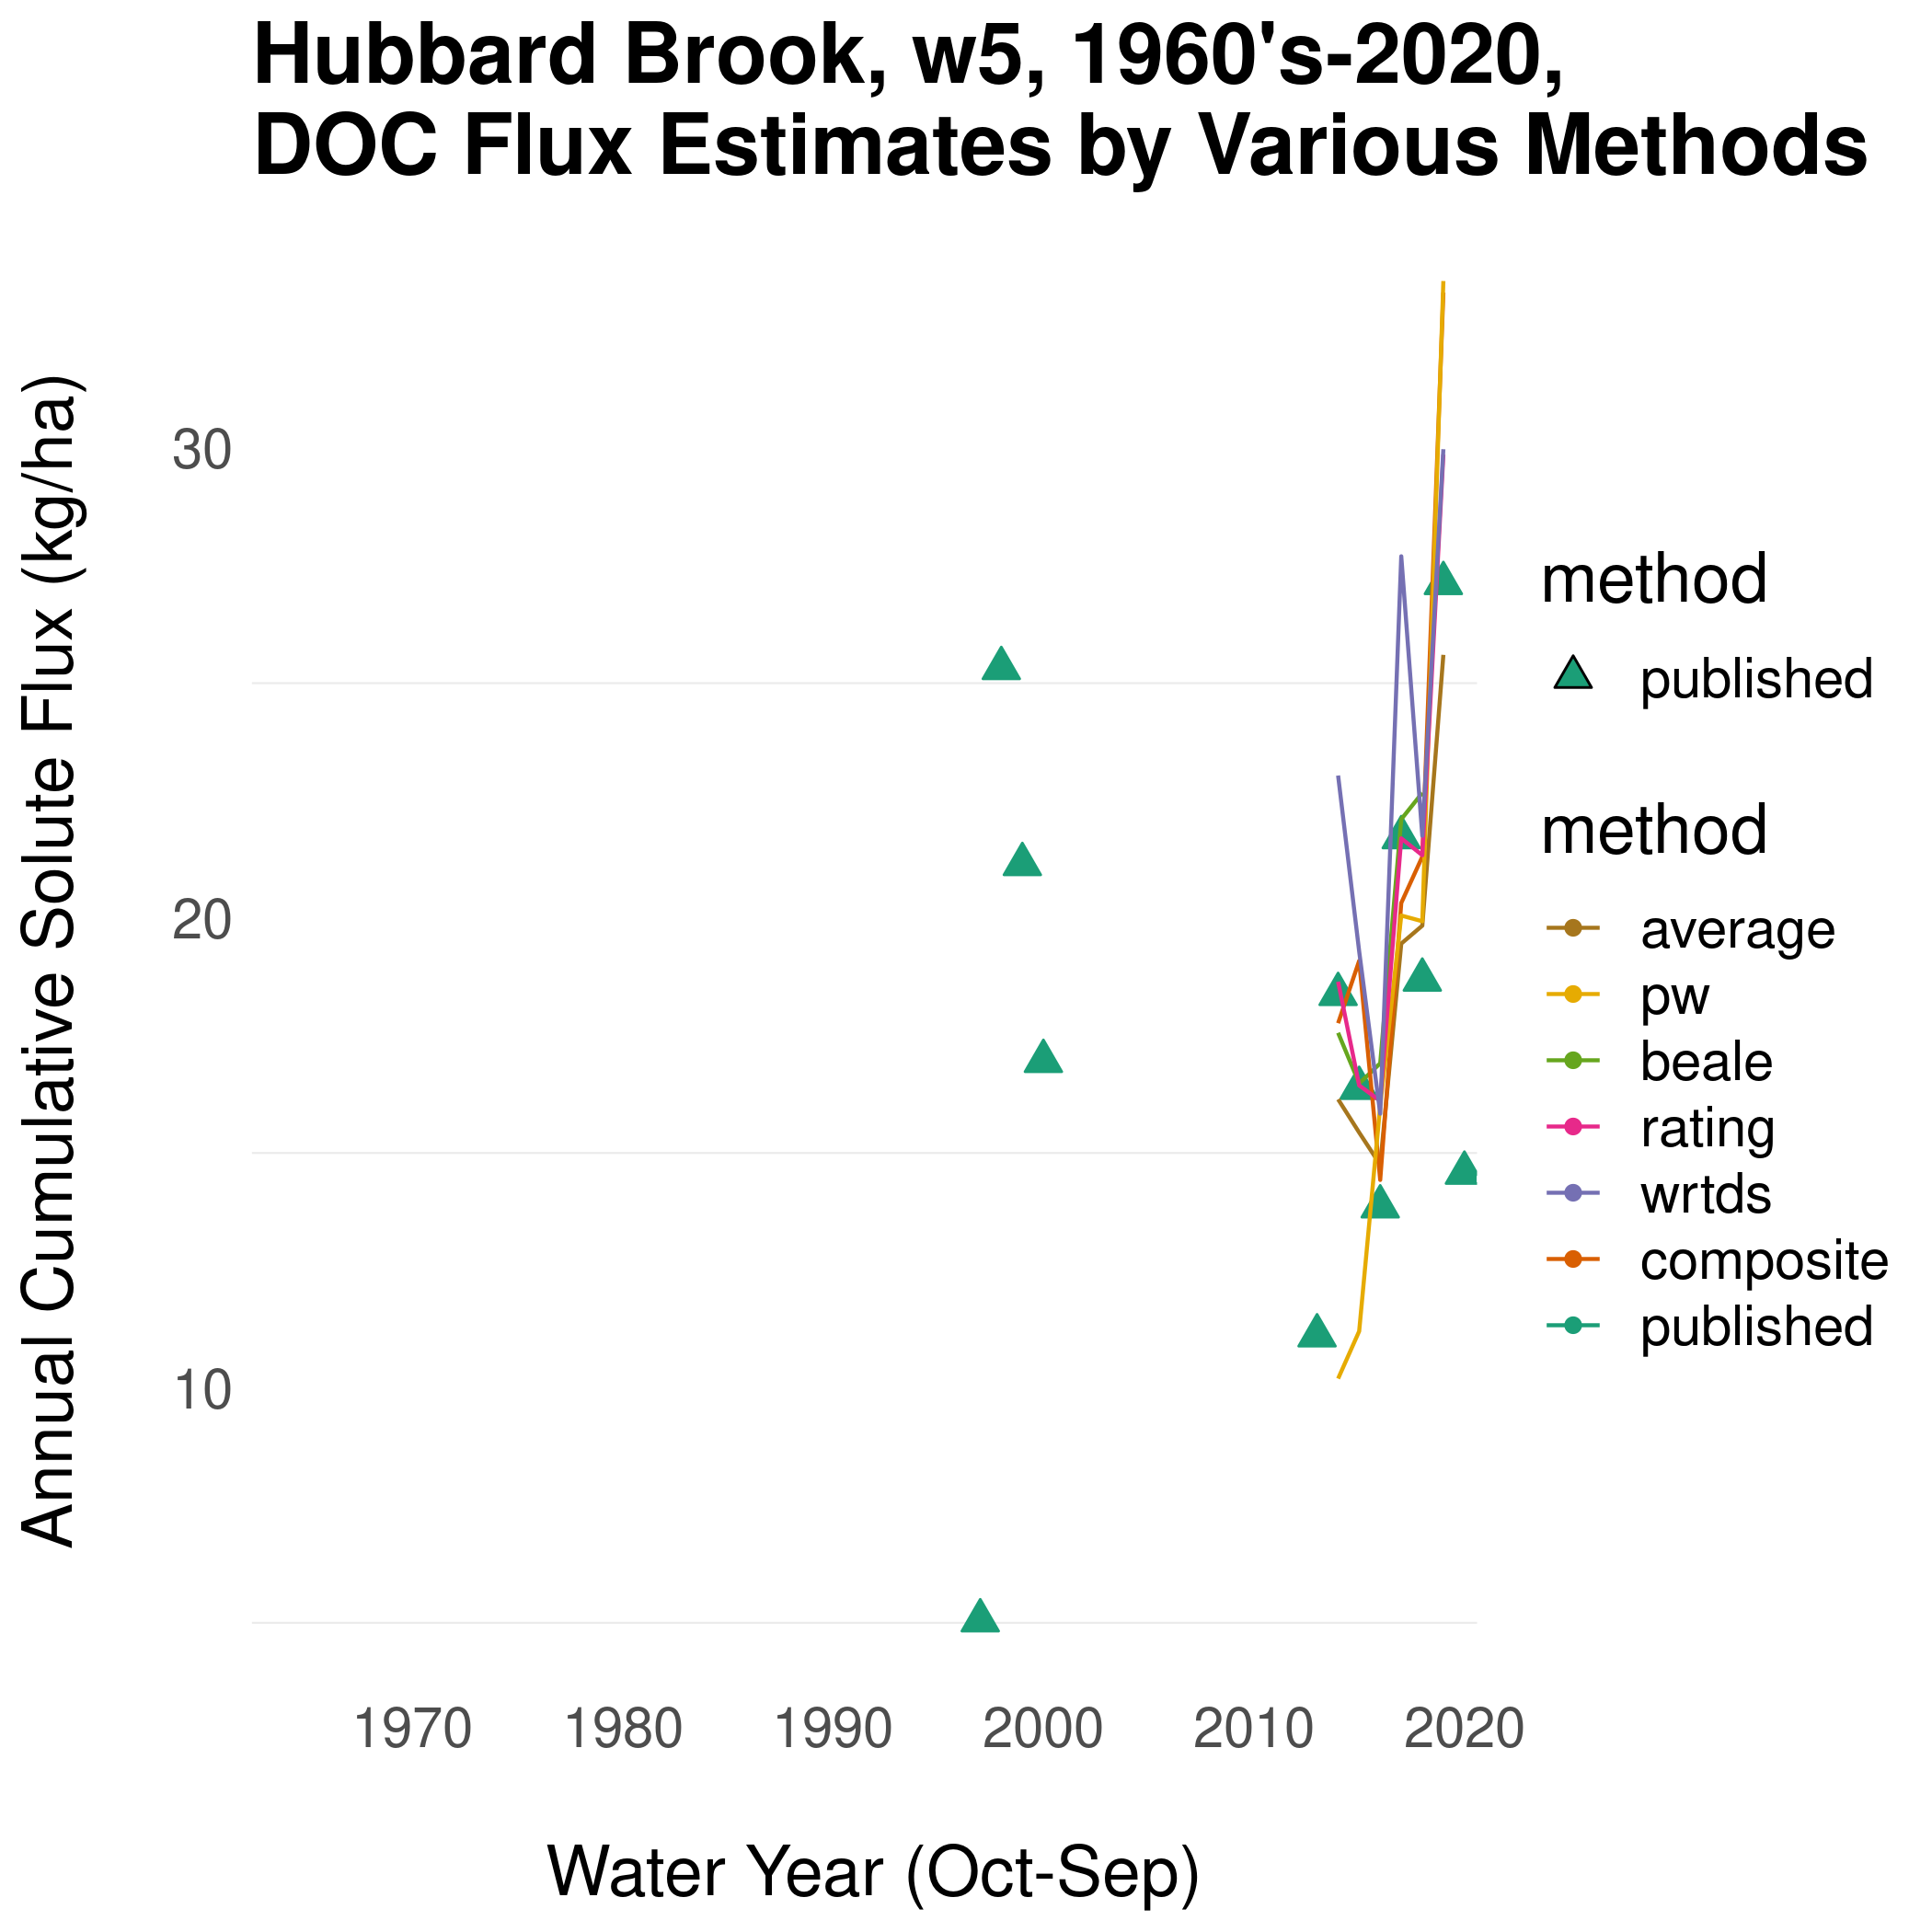 Hubbard Brook, w5, 1960's-2020,
DOC Flux Estimates by Various Methods
Annual Cumulative Solute Flux (kg/ha)
30
20
10
1970 1980 1990 2000 2010 2020
Water Year (Oct-Sep)
method
published
method
average
pw
beale
rating
wrtds
composite
published